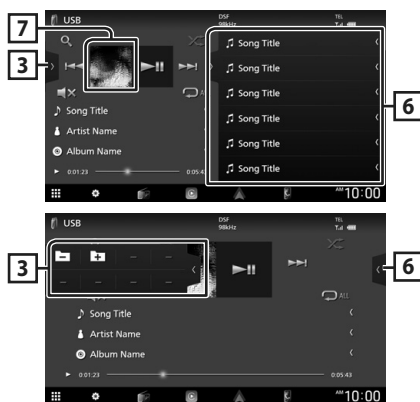 7
USB
DSF
98kHz
TEL
3
Song Title
Song Title
Song Title
Song Title
Song Title
Song Title
6
All
Song Title
Artist Name
Album Name
0:01:23
0:05:43
AM 10:00
USB
DSF
98kHz
TEL
3
6
All
Song Title
Artist Name
Album Name
0:01:23
0:05:43
AM 10:00